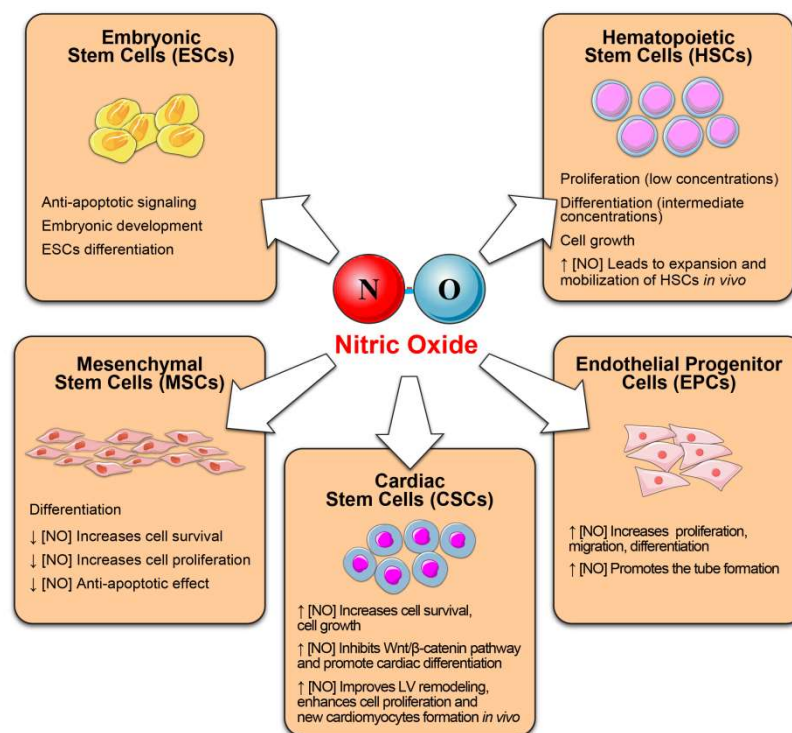 Embryonic
Stem Cells (ESCs)
Anti-apoptotic signaling
Embryonic development
ESCs differentiation
Hematopoietic
Stem Cells (HSCs)
Proliferation (low concentrations)
Differentiation (intermediate
concentrations)
Cell growth
↑ [NO] Leads to expansion and
mobilization of HSCs in vivo
N - O
Nitric Oxide
Mesenchymal
Stem Cells (MSCs)
Differentiation
↓ [NO] Increases cell survival
↓ [NO] Increases cell proliferation
↓ [NO] Anti-apoptotic effect
Cardiac
Stem Cells (CSCs)
↑ [NO] Increases cell survival,
cell growth
↑ [NO] Inhibits Wnt/β-catenin pathway
and promote cardiac differentiation
↑ [NO] Improves LV remodeling,
enhances cell proliferation and
new cardiomyocytes formation in vivo
Endothelial Progenitor
Cells (EPCs)
↑ [NO] Increases proliferation,
migration, differentiation
↑ [NO] Promotes the tube formation